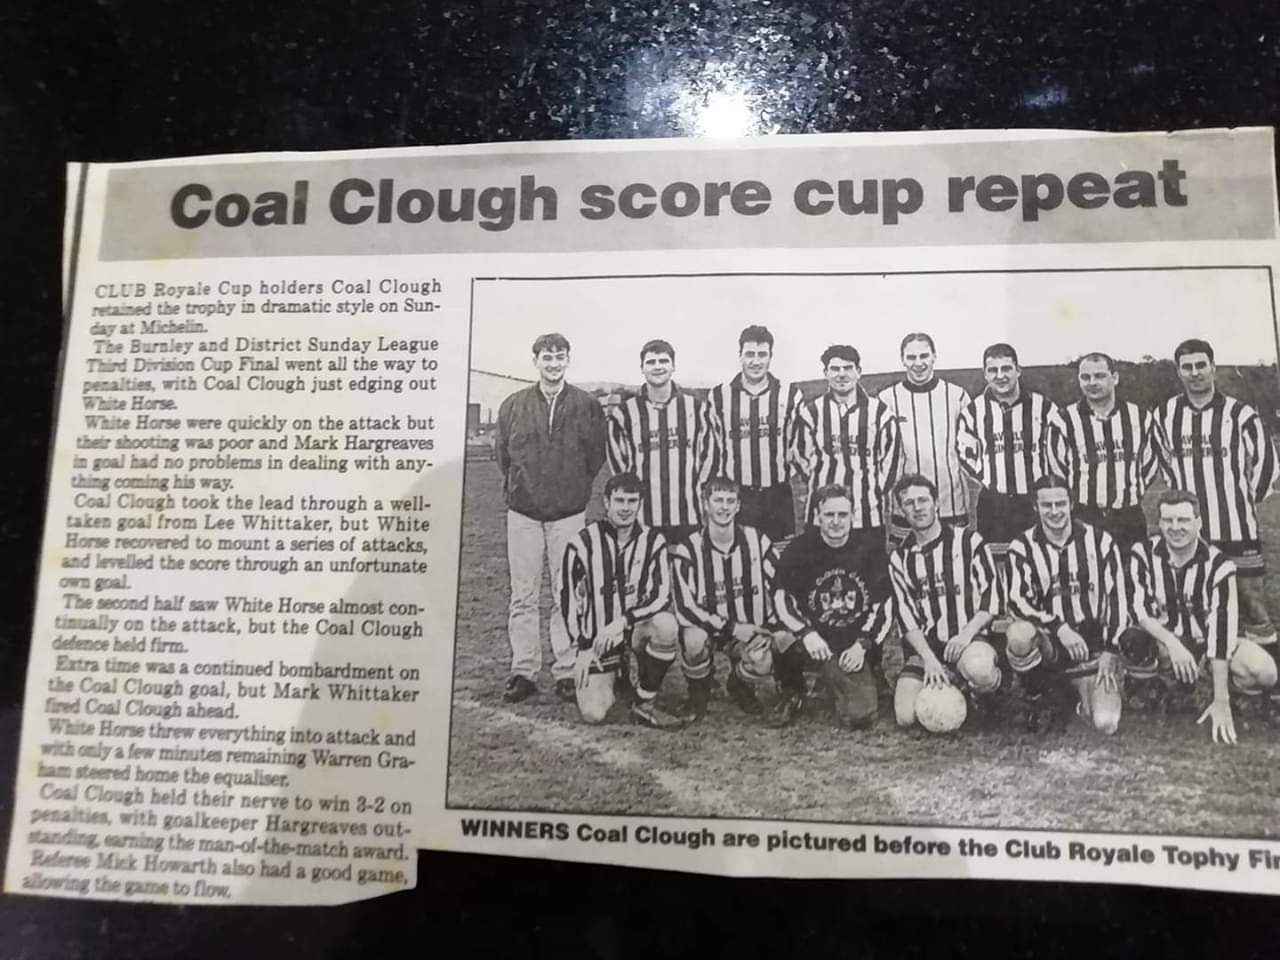 Coal Clough score cup repeat
CLUB Royale Cup holders Coal Clough
retained the trophy in dramatic style on Sun-
day at Michelin.
The Burnley and District Sunday League
Third Division Cup Final went all the way to
penalties, with Coal Clough just edging out
White Horse.
White Horse were quickly on the attack but
their shooting was poor and Mark Hargreaves
in goal had no problems in dealing with any-
thing coming his way.
Coal Clough took the lead through a well-
taken goal from Lee Whittaker, but White
Horse recovered to mount a series of attacks,
and levelled the score through an unfortunate
own goal.
The second half saw White Horse almost con-
tinually on the attack, but the Coal Clough
defence held firm.
Extra time was a continued bombardment on
the Coal Clough goal, but Mark Whittaker
fired Coal Clough ahead.
White Horse threw everything into attack and
with only a few minutes remaining Warren Gra-
ham steered home the equaliser.
Coal Clough held their nerve to win 3-2 on
penalties, with goalkeeper Hargreaves out-
standing, earning the man-of-the-match award.
Referee Mick Howarth also had a good game,
allowing the game to flow.
WINNERS Coal Clough are pictured before the Club Royale Tophy Fin